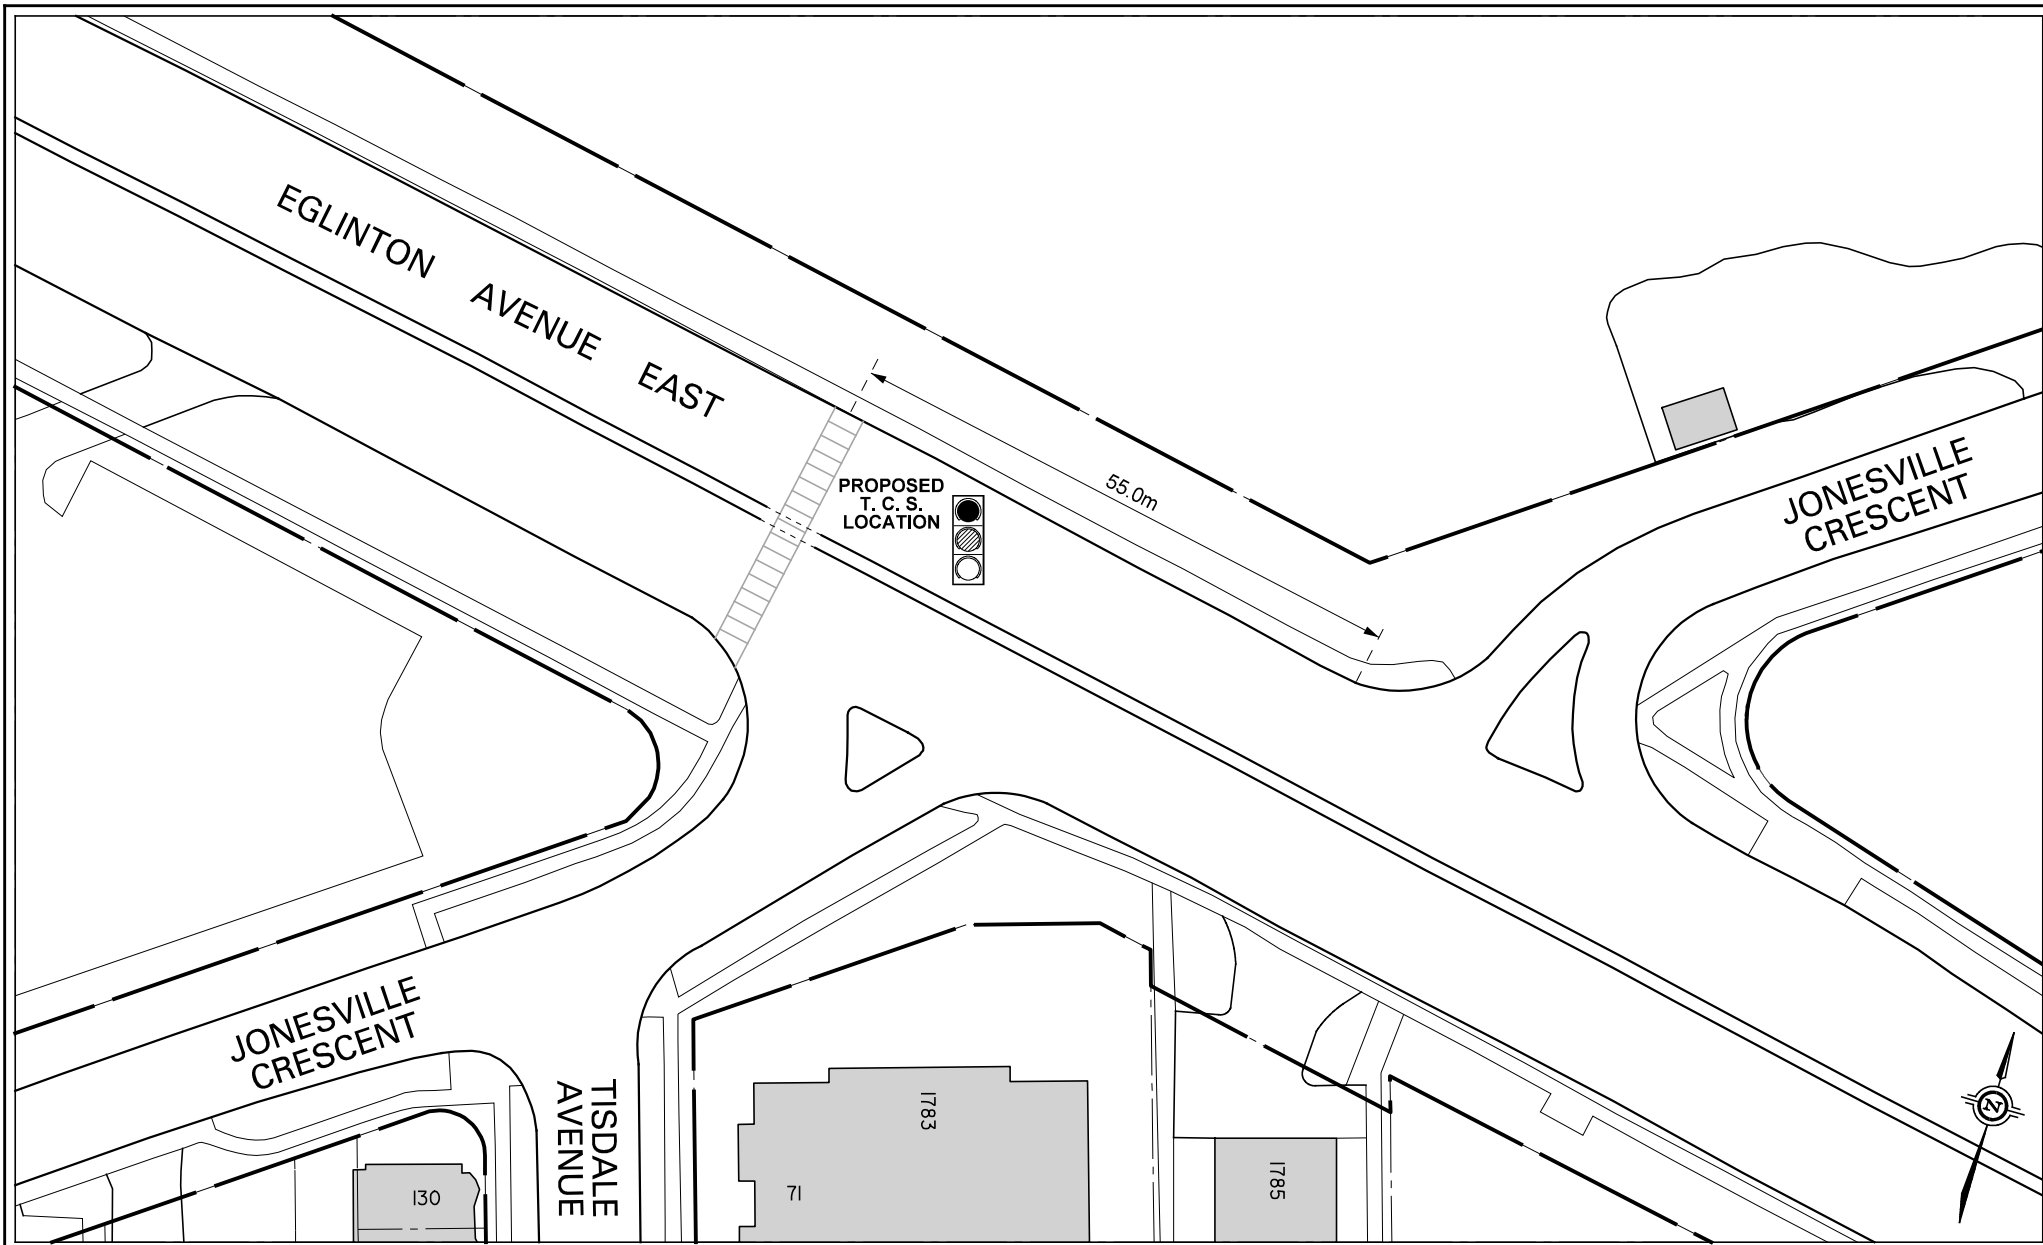 EGLINTON AVENUE EAST
PROPOSED
T. C. S.
LOCATION
55.0m
JONESVILLE
CRESCENT
JONESVILLE
CRESCENT
TISDALE
AVENUE
1783
71
1785
130
N